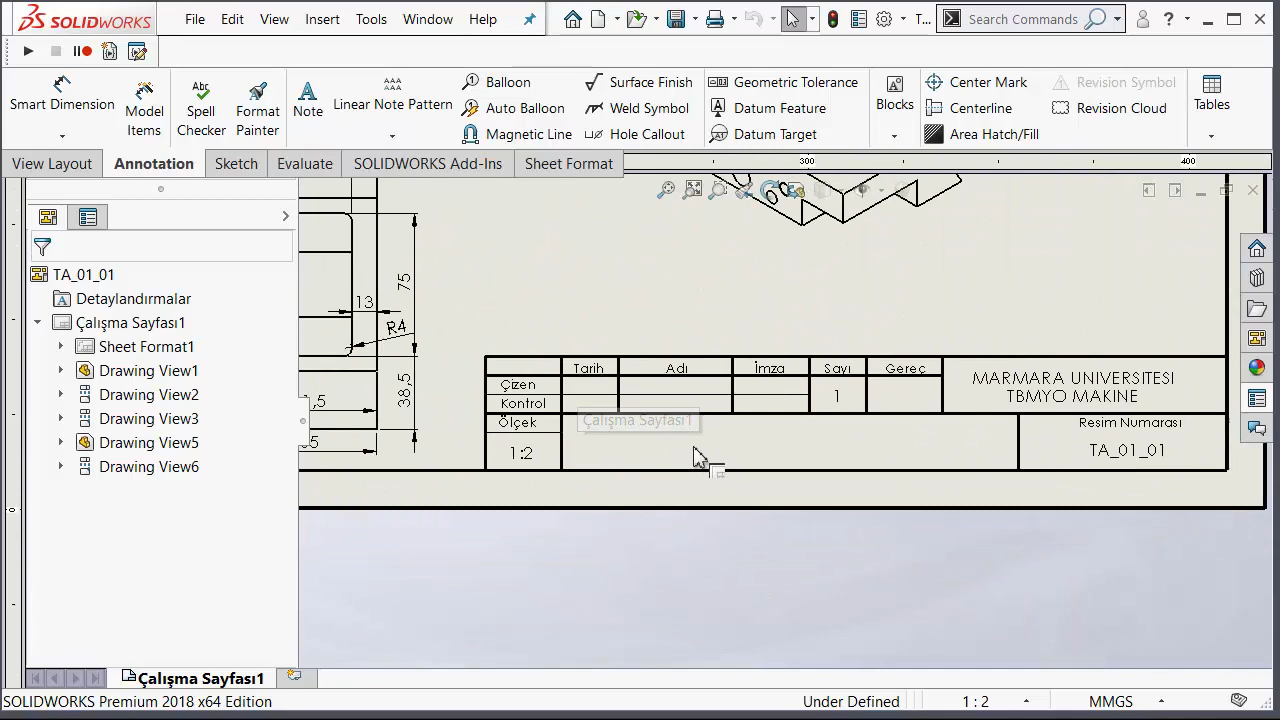 SOLIDWORKS
File Edit View Insert Tools Window Help
T... Search Commands ?
Smart Dimension
Model Items
Abc
Spell Checker
Format Painter
Note
AAA
AAA
Linear Note Pattern
Balloon
Auto Balloon
Magnetic Line
Surface Finish
Weld Symbol
Hole Callout
Geometric Tolerance
Datum Feature
Datum Target
Blocks
Center Mark
Centerline
Area Hatch/Fill
Revision Symbol
Revision Cloud
Tables
View Layout Annotation Sketch Evaluate SOLIDWORKS Add-Ins Sheet Format
300 400
TA_01_01
Detaylandırmalar
Çalışma Sayfası1
Sheet Format1
Drawing View1
Drawing View2
Drawing View3
Drawing View5
Drawing View6
75
13
R4
38,5
,5
5
Tarih Adı İmza Sayı Gereç
Çizen
Kontrol
1
MARMARA UNIVERSITESI
TBMYO MAKINE
Ölçek
1:2
Çalışma Sayfası1
Resim Numarası
TA_01_01
0
Çalışma Sayfası1
SOLIDWORKS Premium 2018 x64 Edition Under Defined 1 : 2 MMGS